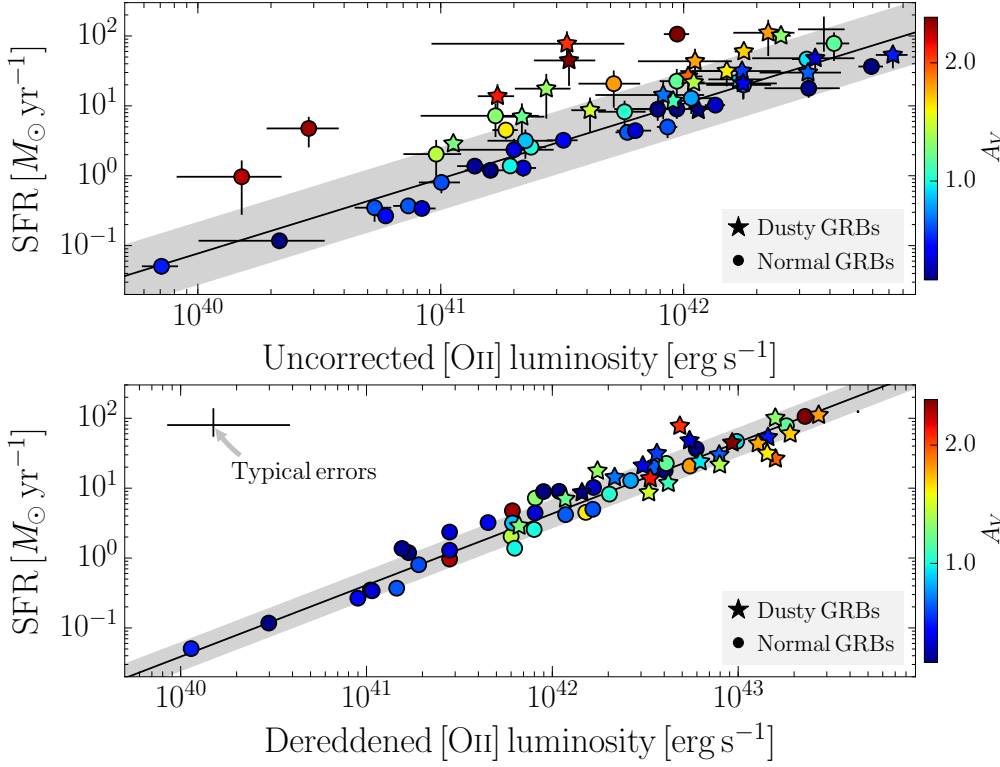 SFR [M⊙ yr⁻¹]
10²
10¹
10⁰
10⁻¹
10⁴⁰
10⁴¹
10⁴²
Uncorrected [OII] luminosity [erg s⁻¹]
Dusty GRBs
Normal GRBs
2.0
1.0
A_V
SFR [M⊙ yr⁻¹]
10²
10¹
10⁰
10⁻¹
10⁴⁰
10⁴¹
10⁴²
10⁴³
Dereddened [OII] luminosity [erg s⁻¹]
Typical errors
Dusty GRBs
Normal GRBs
2.0
1.0
A_V